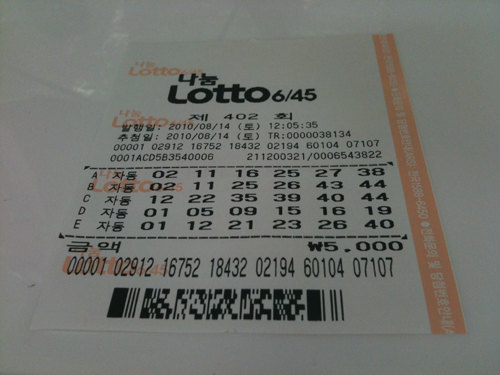 나눔
Lotto 6/45
제 402 회
발행일: 2010/08/14 (토) 12:05:35
추첨일: 2010/08/14 (토) TR:0000038134
00001 02912 16752 18432 02194 60104 07107
0001ACD5B3540006 211200321/0006543822
A 자동 02 11 16 25 27 38
B 자동 02 11 25 26 43 44
C 자동 12 22 35 39 40 44
D 자동 01 05 09 15 16 19
E 자동 01 12 21 23 26 40
금액 ₩5,000
00001 02912 16752 18432 02194 60104 07107